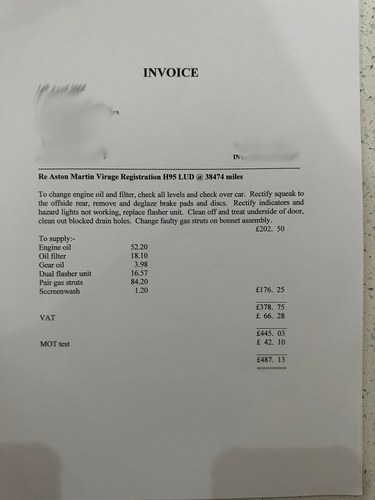 INVOICE
Re Aston Martin Virage Registration H95 LUD @ 38474 miles
To change engine oil and filter, check all levels and check over car. Rectify squeak to
the offside rear, remove and deglaze brake pads and discs. Rectify indicators and
hazard lights not working, replace flasher unit. Clean off and treat underside of door,
clean out blocked drain holes. Change faulty gas struts on bonnet assembly.
£202. 50
To supply:-
Engine oil 52.20
Oil filter 18.10
Gear oil 3.98
Dual flasher unit 16.57
Pair gas struts 84.20
Sccreenwash 1.20 £176. 25
£378. 75
VAT £ 66. 28
£445. 03
MOT test £ 42. 10
£487. 13